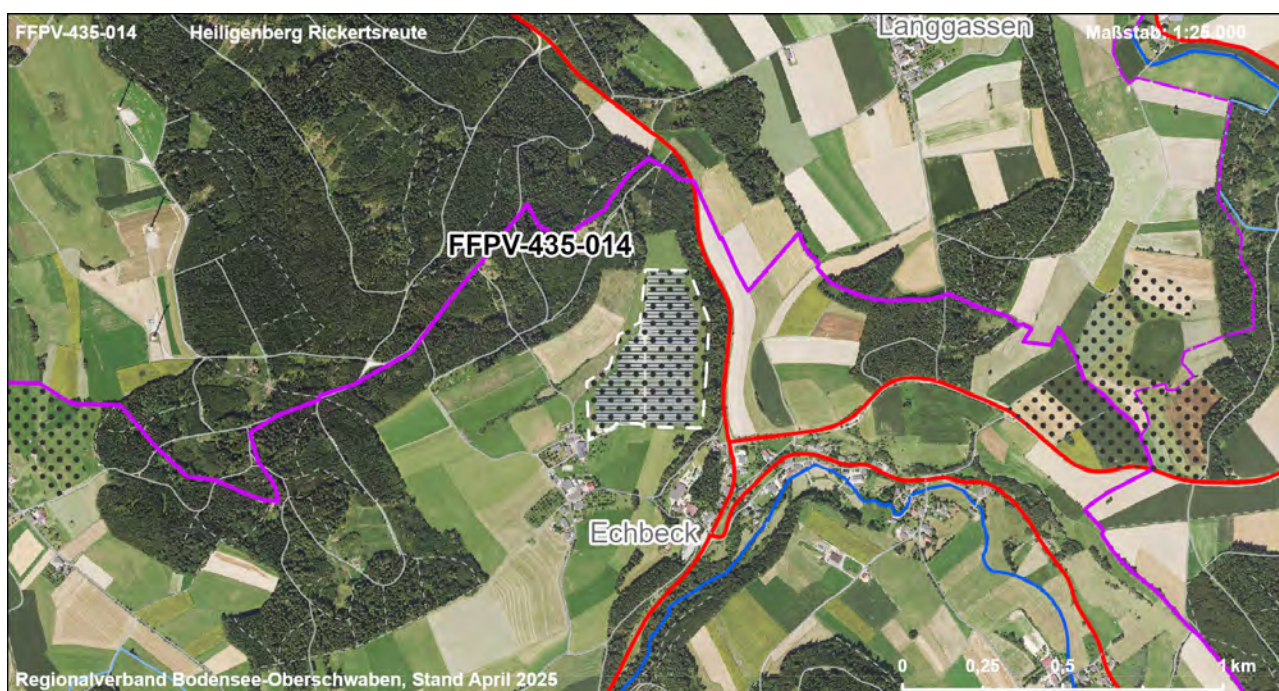 FFPV-435-014 Heiligenberg Rickertsreute Langgassen Maßstab: 1:25.000
FFPV-435-014
Echbeck
0 0,25 0,5 1 km
Regionalverband Bodensee-Oberschwaben, Stand April 2025